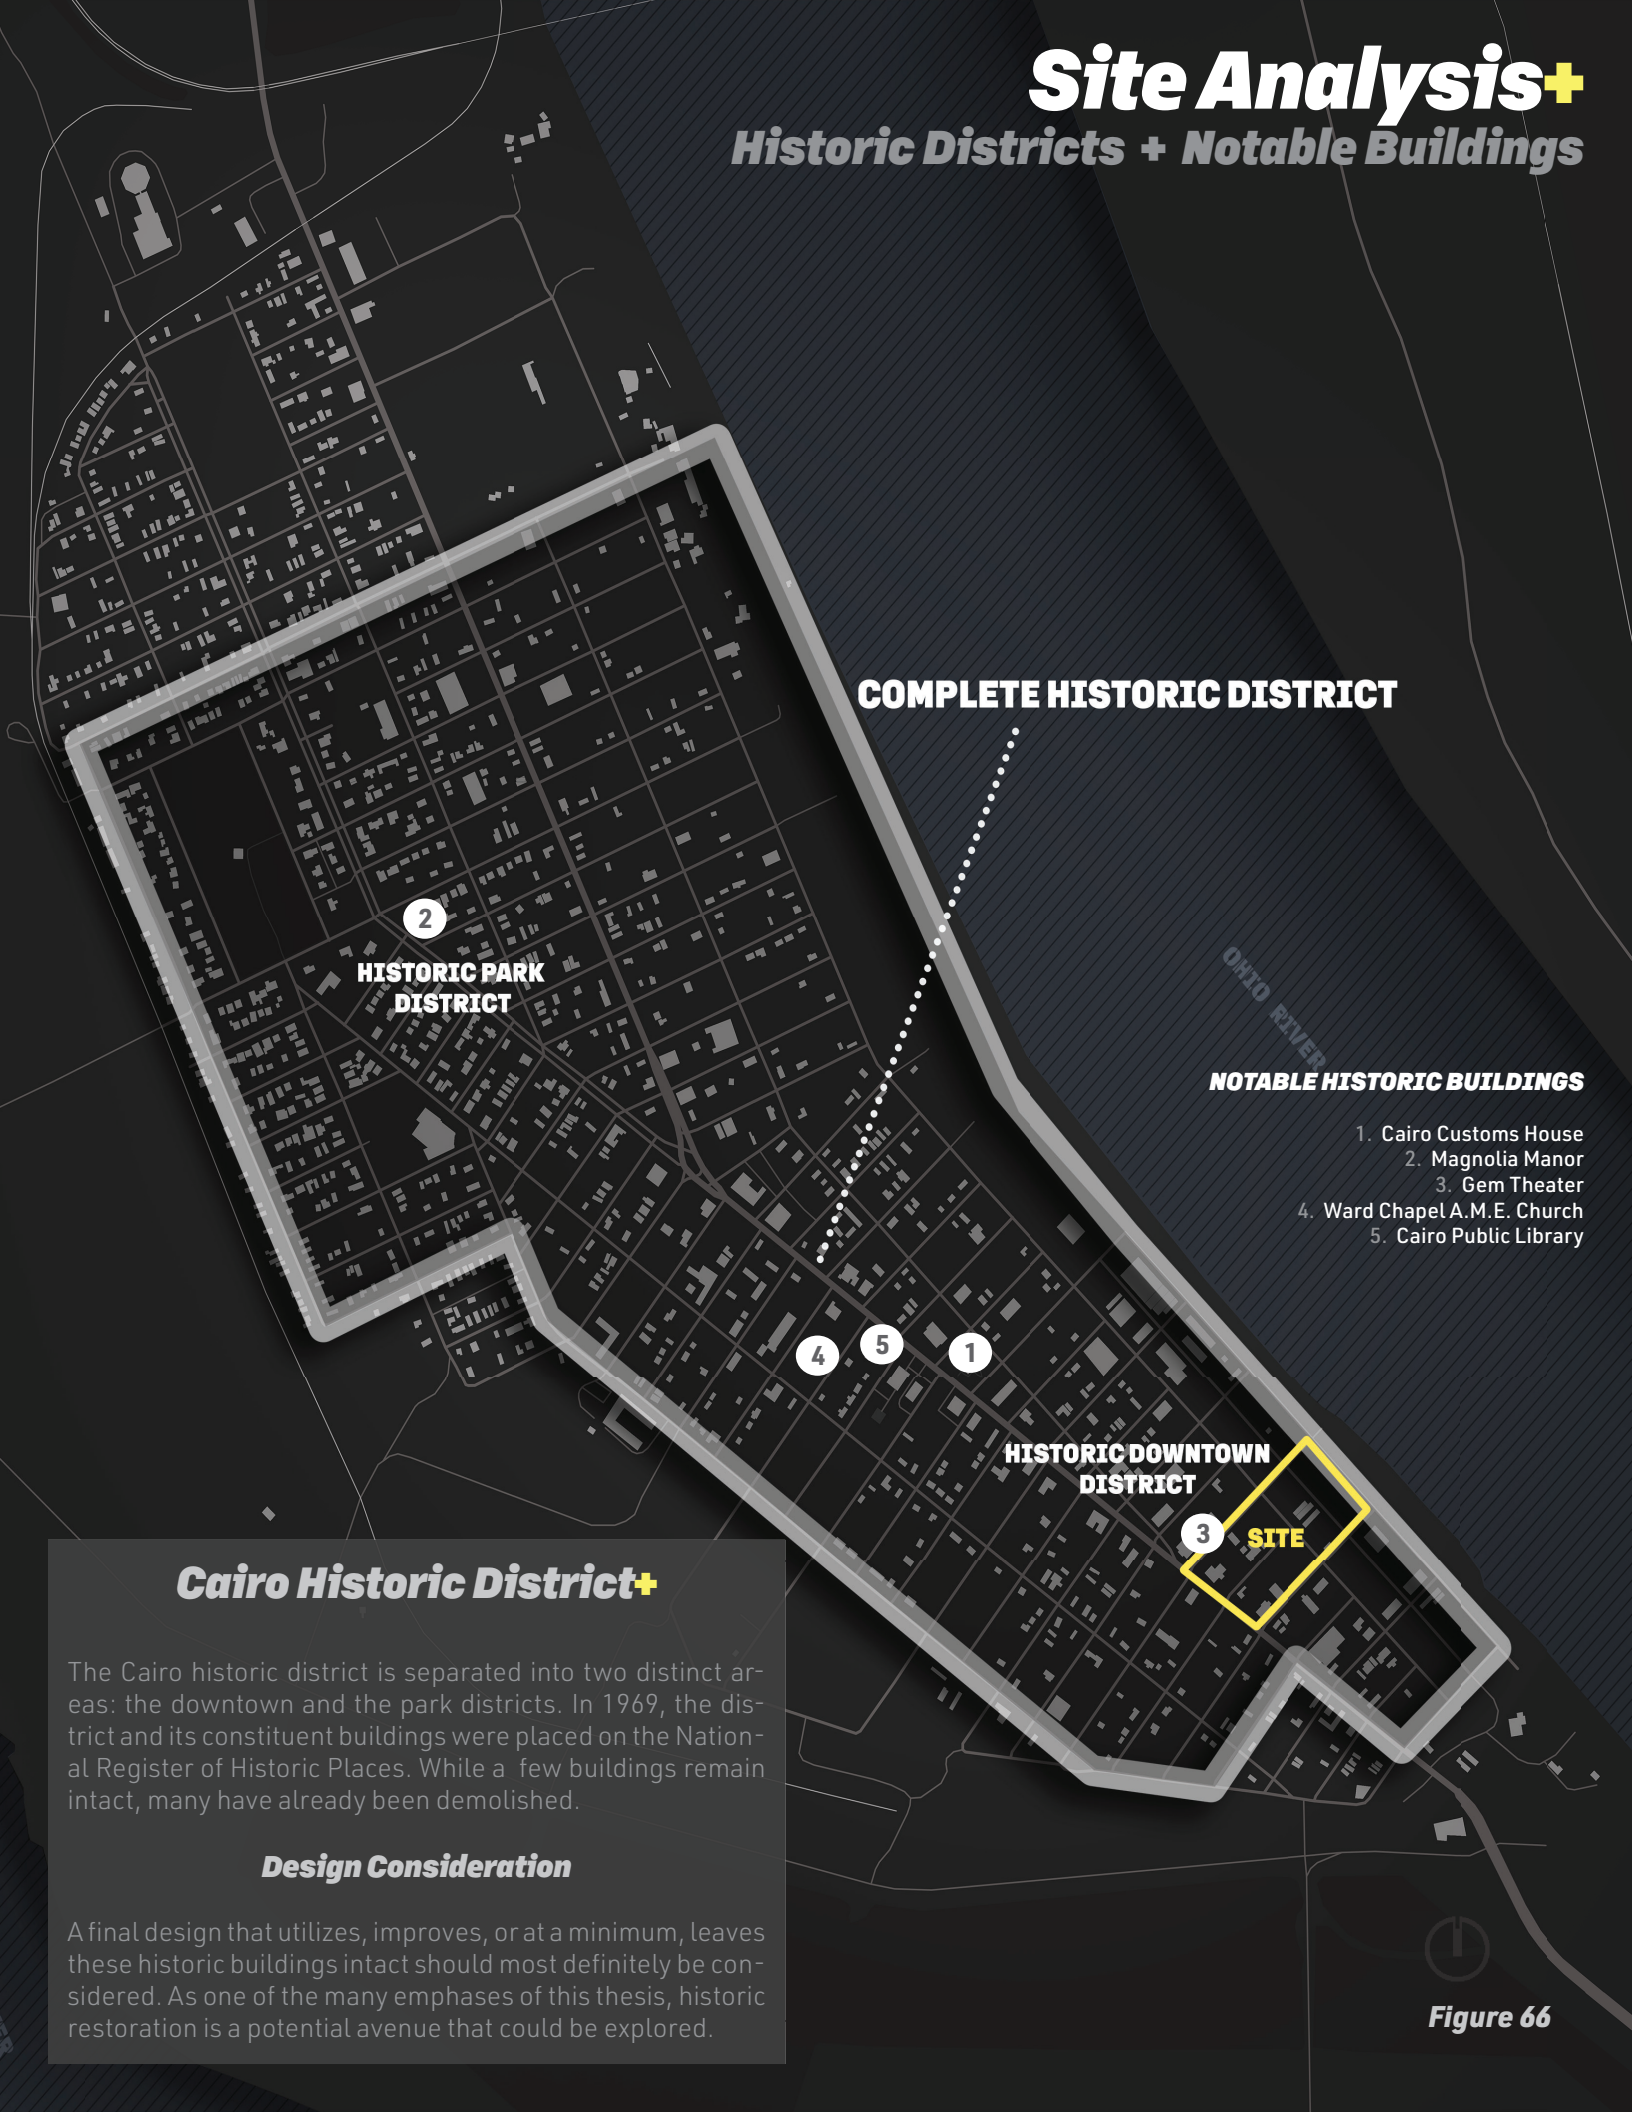 Site Analysis+
Historic Districts + Notable Buildings
COMPLETE HISTORIC DISTRICT
2
HISTORIC PARK
DISTRICT
OHIO RIVER
NOTABLE HISTORIC BUILDINGS
1. Cairo Customs House
2. Magnolia Manor
3. Gem Theater
4. Ward Chapel A.M.E. Church
5. Cairo Public Library
4
5
1
HISTORIC DOWNTOWN
DISTRICT
3
SITE
Cairo Historic District+
The Cairo historic district is separated into two distinct ar-
eas: the downtown and the park districts. In 1969, the dis-
trict and its constituent buildings were placed on the Nation-
al Register of Historic Places. While a few buildings remain
intact, many have already been demolished.
Design Consideration
A final design that utilizes, improves, or at a minimum, leaves
these historic buildings intact should most definitely be con-
sidered. As one of the many emphases of this thesis, historic
restoration is a potential avenue that could be explored.
Figure 66